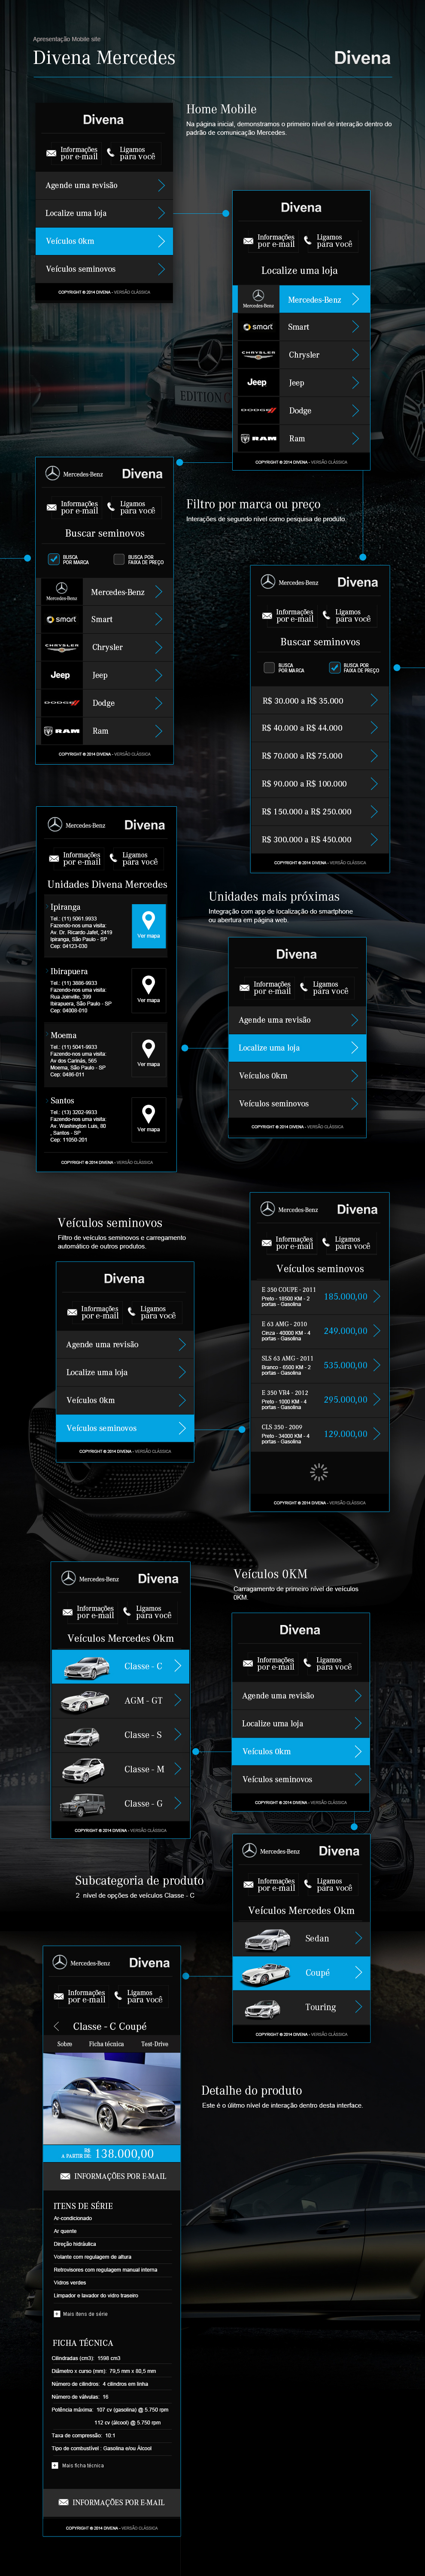 Apresentação Mobile site
Divena Mercedes
Divena
Divena
Informações
por e-mail
Ligamos
para você
Agende uma revisão
Localize uma loja
Veículos 0km
Veículos seminovos
COPYRIGHT © 2014 DIVENA - VERSÃO CLÁSSICA
Home Mobile
Na página inicial, demonstramos o primeiro nível de interação dentro do
padrão de comunicação Mercedes.
Divena
Informações
por e-mail
Ligamos
para você
Localize uma loja
Mercedes-Benz
Mercedes-Benz
smart
Smart
CHRYSLER
Chrysler
Jeep
Jeep
DODGE
Dodge
RAM
Ram
COPYRIGHT © 2014 DIVENA - VERSÃO CLÁSSICA
EDITION
Mercedes-Benz
Divena
Informações
por e-mail
Ligamos
para você
Buscar seminovos
BUSCA
POR MARCA
BUSCA POR
FAIXA DE PREÇO
Mercedes-Benz
Mercedes-Benz
smart
Smart
CHRYSLER
Chrysler
Jeep
Jeep
DODGE
Dodge
RAM
Ram
COPYRIGHT © 2014 DIVENA - VERSÃO CLÁSSICA
Filtro por marca ou preço
Interações de segundo nível como pesquisa de produto.
Mercedes-Benz
Divena
Informações
por e-mail
Ligamos
para você
Buscar seminovos
BUSCA
POR MARCA
BUSCA POR
FAIXA DE PREÇO
R$ 30.000 a R$ 35.000
R$ 40.000 a R$ 44.000
R$ 70.000 a R$ 75.000
R$ 90.000 a R$ 100.000
R$ 150.000 a R$ 250.000
R$ 300.000 a R$ 450.000
COPYRIGHT © 2014 DIVENA - VERSÃO CLÁSSICA
Mercedes-Benz
Divena
Informações
por e-mail
Ligamos
para você
Unidades Divena Mercedes
Ipiranga
Tel.: (11) 5061-9933
Fazendo-nos uma visita:
Av. Dr. Ricardo Jafet, 2419
Ipiranga, São Paulo - SP
Cep: 04123-030
Ver mapa
Ibirapuera
Tel.: (11) 3886-9933
Fazendo-nos uma visita:
Rua Joinville, 399
Ibirapuera, São Paulo - SP
Cep: 04008-010
Ver mapa
Moema
Tel.: (11) 5041-9933
Fazendo-nos uma visita:
Av dos Carinás, 565
Moema, São Paulo - SP
Cep: 0486-011
Ver mapa
Santos
Tel.: (13) 3202-9933
Fazendo-nos uma visita:
Av. Washington Luis, 80
, Santos - SP
Cep: 11050-201
Ver mapa
COPYRIGHT © 2014 DIVENA - VERSÃO CLÁSSICA
Unidades mais próximas
Integração com app de localização do smartphone
ou abertura em página web.
Divena
Informações
por e-mail
Ligamos
para você
Agende uma revisão
Localize uma loja
Veículos 0km
Veículos seminovos
COPYRIGHT © 2014 DIVENA - VERSÃO CLÁSSICA
Veículos seminovos
Filtro de veículos seminovos e carregamento
automático de outros produtos.
Divena
Informações
por e-mail
Ligamos
para você
Agende uma revisão
Localize uma loja
Veículos 0km
Veículos seminovos
COPYRIGHT © 2014 DIVENA - VERSÃO CLÁSSICA
Mercedes-Benz
Divena
Informações
por e-mail
Ligamos
para você
Veículos seminovos
E 350 COUPE - 2011
Preto - 18500 KM - 2
portas - Gasolina
185.000,00
E 63 AMG - 2010
Cinza - 40000 KM - 4
portas - Gasolina
249.000,00
SLS 63 AMG - 2011
Branco - 6500 KM - 2
portas - Gasolina
535.000,00
E 350 VR4 - 2012
Preto - 1000 KM - 4
portas - Gasolina
295.000,00
CLS 350 - 2009
Preto - 34000 KM - 4
portas - Gasolina
129.000,00
COPYRIGHT © 2014 DIVENA - VERSÃO CLÁSSICA
Mercedes-Benz
Divena
Informações
por e-mail
Ligamos
para você
Veículos Mercedes 0km
Classe - C
AGM - GT
Classe - S
Classe - M
Classe - G
COPYRIGHT © 2014 DIVENA - VERSÃO CLÁSSICA
Veículos 0KM
Carragamento de primeiro nível de veículos
0KM.
Divena
Informações
por e-mail
Ligamos
para você
Agende uma revisão
Localize uma loja
Veículos 0km
Veículos seminovos
COPYRIGHT © 2014 DIVENA - VERSÃO CLÁSSICA
Subcategoria de produto
2 nível de opções de veículos Classe - C
Mercedes-Benz
Divena
Informações
por e-mail
Ligamos
para você
Veículos Mercedes 0km
Sedan
Coupé
Touring
COPYRIGHT © 2014 DIVENA - VERSÃO CLÁSSICA
Mercedes-Benz
Divena
Informações
por e-mail
Ligamos
para você
Classe - C Coupé
Sobre
Ficha técnica
Test-Drive
R$
A PARTIR DE:
138.000,00
INFORMAÇÕES POR E-MAIL
ITENS DE SÉRIE
Ar-condicionado
Ar quente
Direção hidráulica
Volante com regulagem de altura
Retrovisores com regulagem manual interna
Vidros verdes
Limpador e lavador do vidro traseiro
+ Mais itens de série
FICHA TÉCNICA
Cilindradas (cm3): 1598 cm3
Diâmetro x curso (mm): 79,5 mm x 80,5 mm
Número de cilindros: 4 cilindros em linha
Número de válvulas: 16
Potência máxima: 107 cv (gasolina) @ 5.750 rpm
112 cv (álcool) @ 5.750 rpm
Taxa de compressão: 10:1
Tipo de combustível : Gasolina e/ou Álcool
+ Mais ficha técnica
INFORMAÇÕES POR E-MAIL
COPYRIGHT © 2014 DIVENA - VERSÃO CLÁSSICA
Detalhe do produto
Este é o úlitmo nível de interação dentro desta interface.